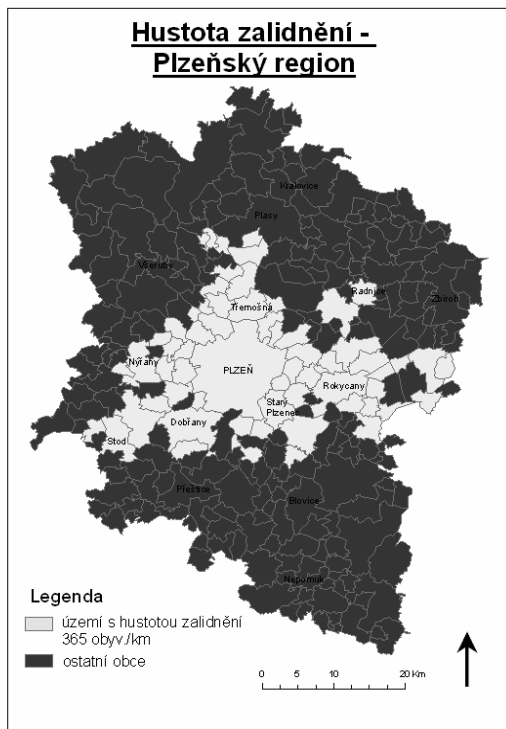 Hustota zalidnění -
Plzeňský region
Kralovice
Plasy
Všeruby
Radnice
Zbiroh
Třemošná
Nýřany
PLZEŇ
Rokycany
Starý
Plzenec
Dobřany
Stod
Přeštice
Blovice
Nepomuk
Legenda
území s hustotou zalidnění
365 obyv./km
ostatní obce
0 5 10 20 Km